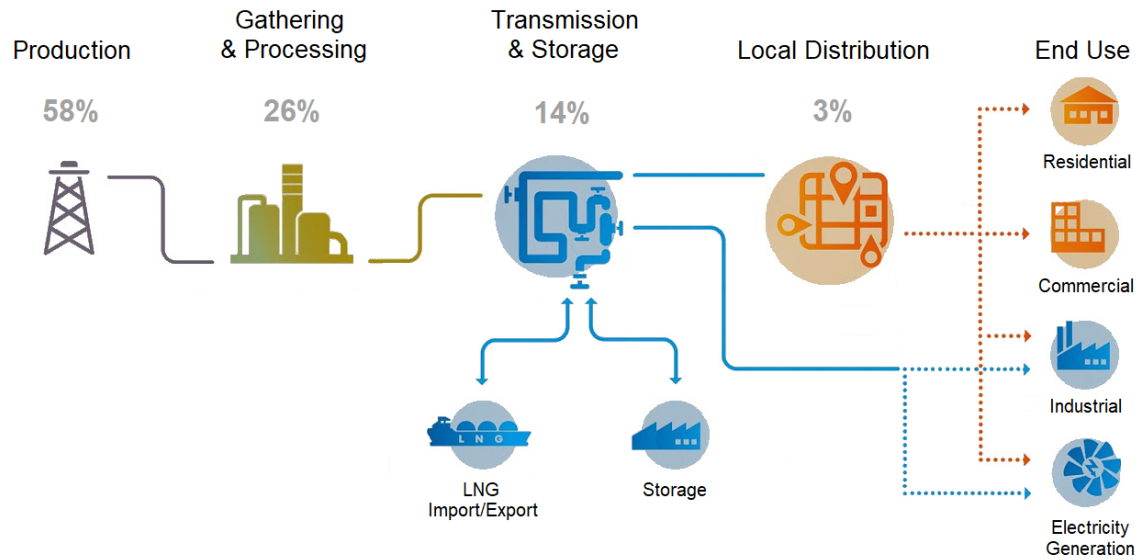 Production
Gathering
& Processing
Transmission
& Storage
Local Distribution
End Use
58%
26%
14%
3%
Residential
Commercial
Industrial
LNG
LNG
Import/Export
Storage
Electricity
Generation